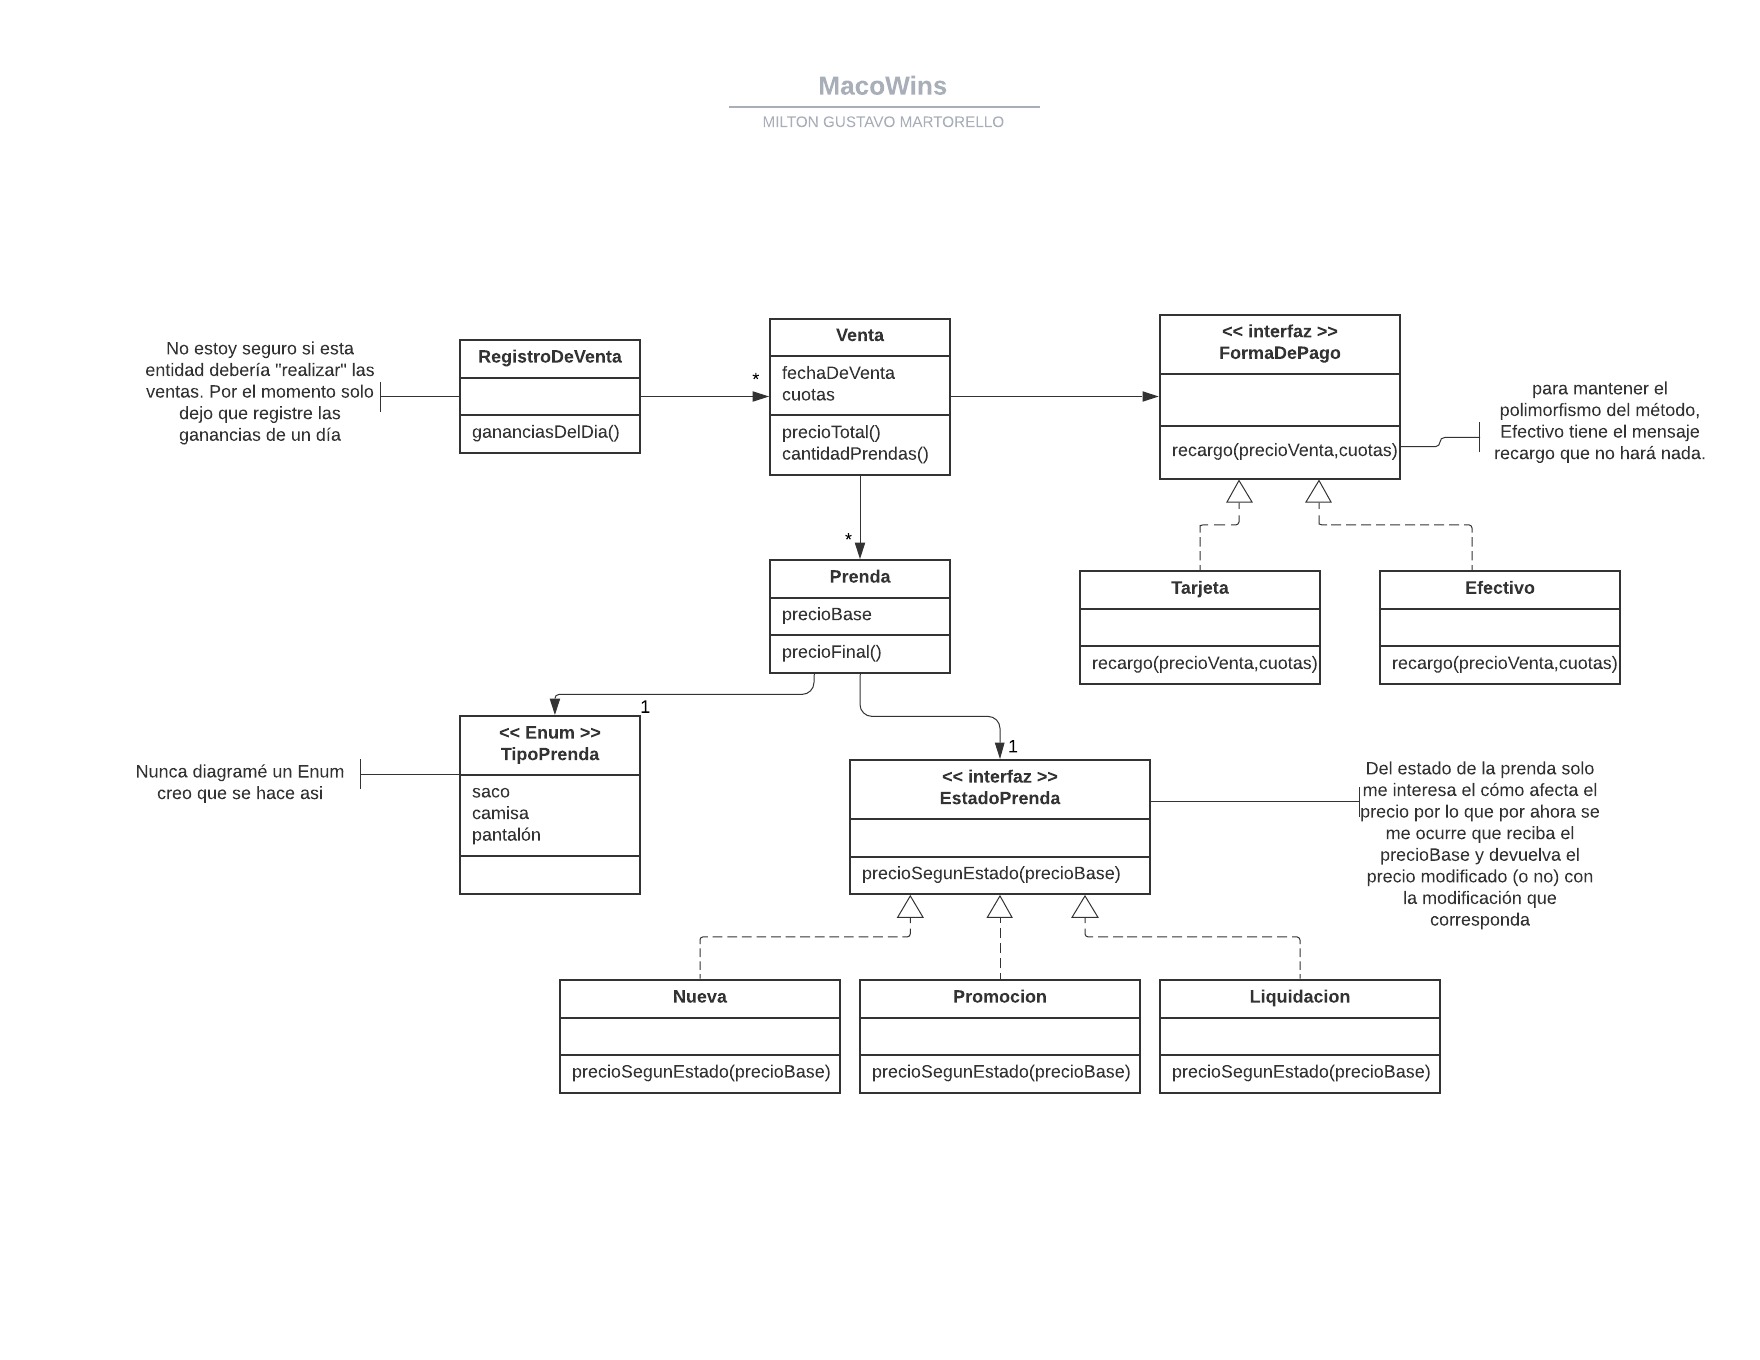 MacoWins
MILTON GUSTAVO MARTORELLO
No estoy seguro si esta
entidad debería "realizar" las
ventas. Por el momento solo
dejo que registre las
ganancias de un día
RegistroDeVenta
gananciasDelDia()
*
Venta
fechaDeVenta
cuotas
precioTotal()
cantidadPrendas()
<< interfaz >>
FormaDePago
recargo(precioVenta,cuotas)
para mantener el
polimorfismo del método,
Efectivo tiene el mensaje
recargo que no hará nada.
*
Prenda
precioBase
precioFinal()
Tarjeta
recargo(precioVenta,cuotas)
Efectivo
recargo(precioVenta,cuotas)
1
<< Enum >>
TipoPrenda
saco
camisa
pantalón
Nunca diagramé un Enum
creo que se hace asi
1
<< interfaz >>
EstadoPrenda
precioSegunEstado(precioBase)
Del estado de la prenda solo
me interesa el cómo afecta el
precio por lo que por ahora se
me ocurre que reciba el
precioBase y devuelva el
precio modificado (o no) con
la modificación que
corresponda
Nueva
precioSegunEstado(precioBase)
Promocion
precioSegunEstado(precioBase)
Liquidacion
precioSegunEstado(precioBase)